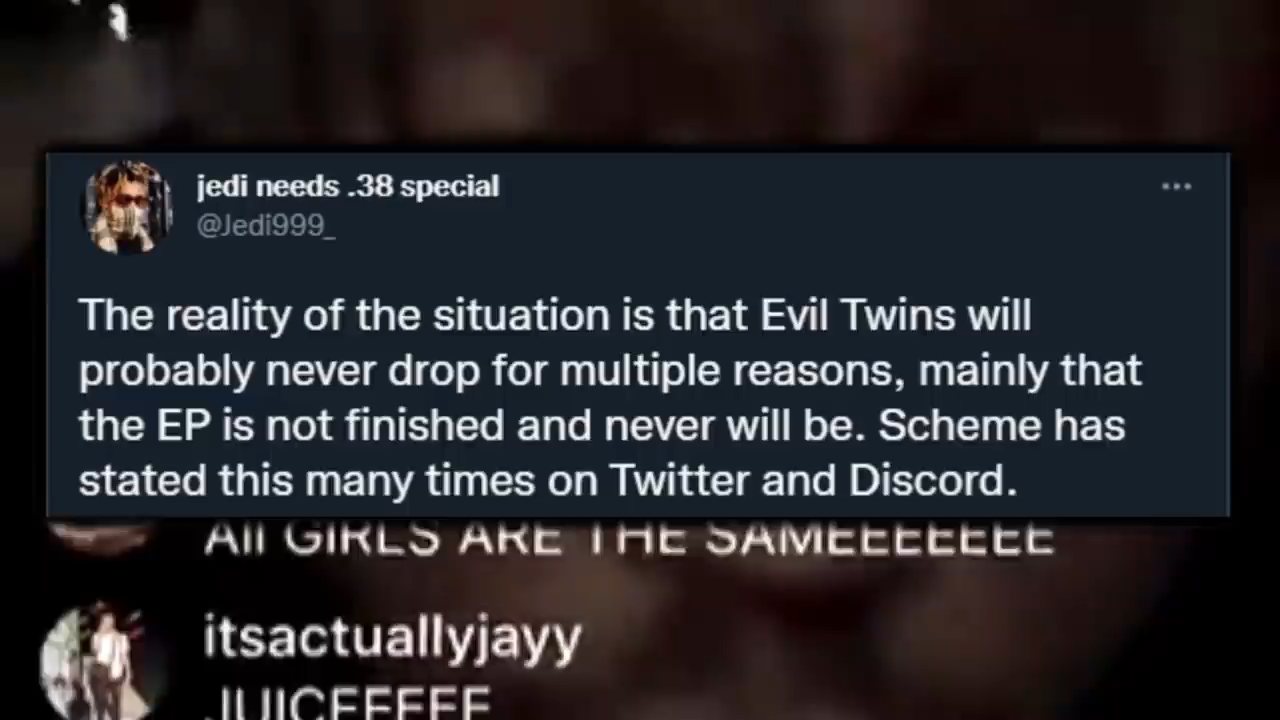 jedi needs .38 special
@Jedi999_
The reality of the situation is that Evil Twins will
probably never drop for multiple reasons, mainly that
the EP is not finished and never will be. Scheme has
stated this many times on Twitter and Discord.
All GIRLS ARE THE SAMEEEEEEE
itsactuallyjayy
JUICEEEEE